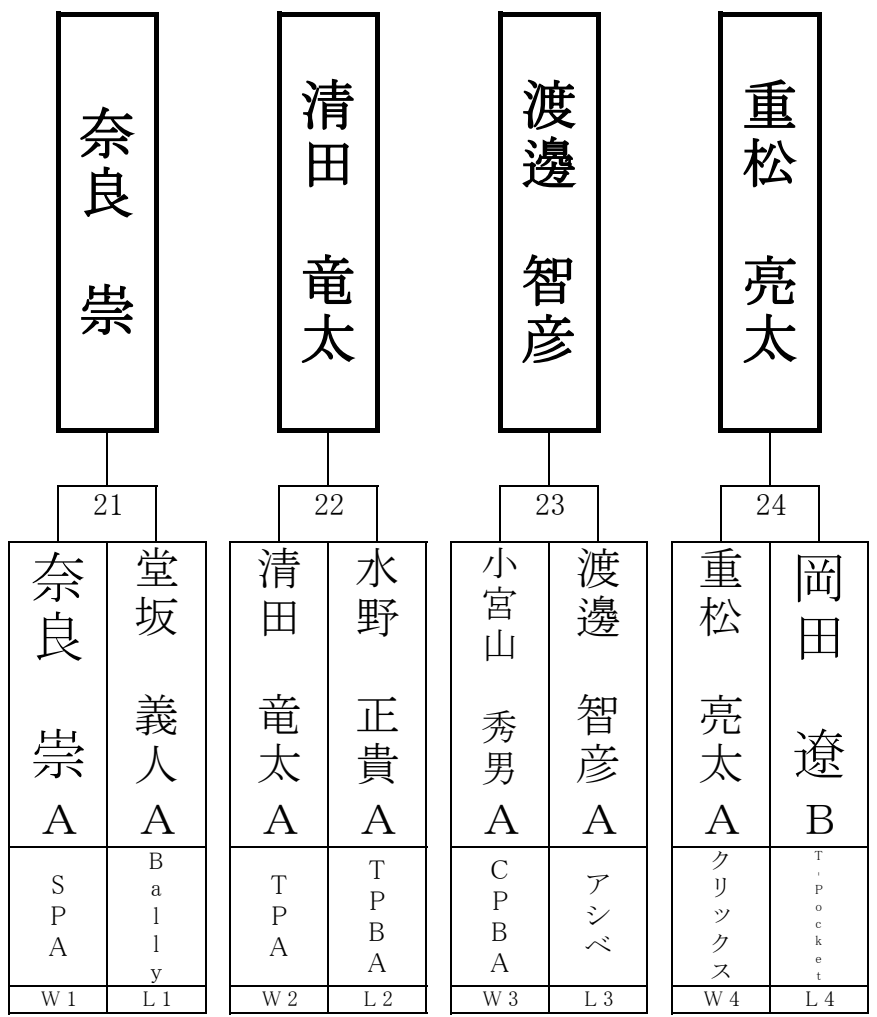 奈良 崇
清田 竜太
渡邊 智彦
重松 亮太
21
22
23
24
奈良 崇 A
堂坂 義人 A
清田 竜太 A
水野 正貴 A
小宮山 秀男 A
渡邊 智彦 A
重松 亮太 A
岡田 遼 B
SPA
Bally
TPA
TPBA
CPBA
アシベ
クリックス
T-Pocket
W1
L1
W2
L2
W3
L3
W4
L4